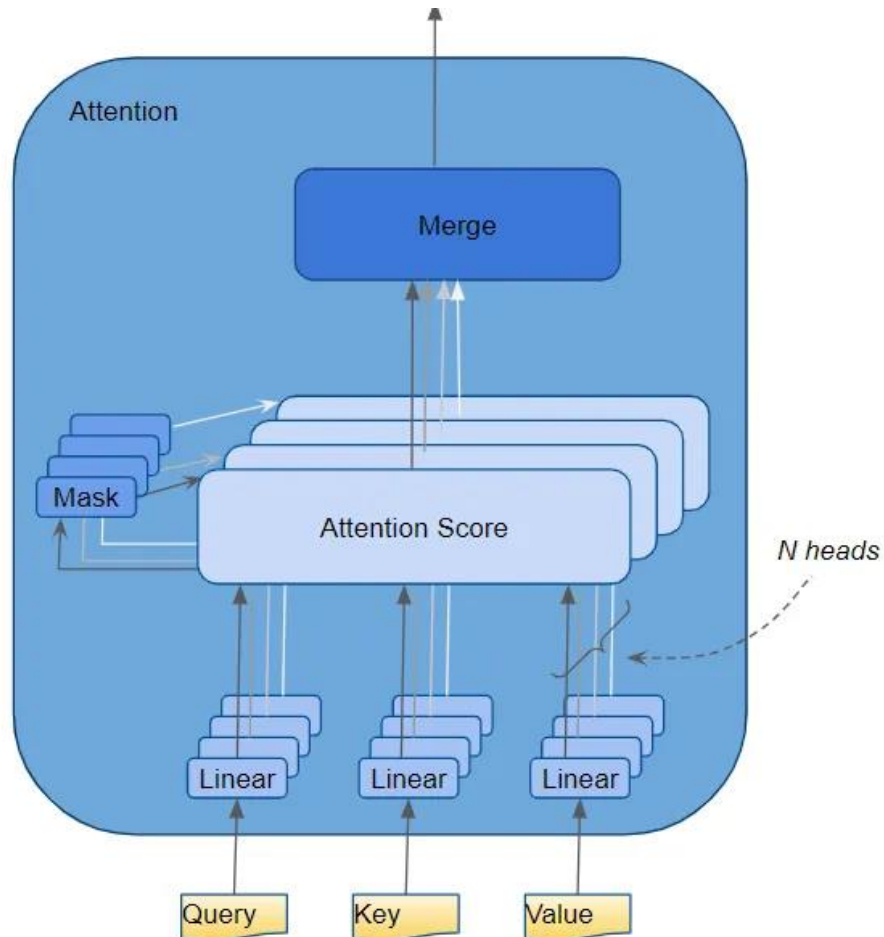 Attention
Merge
Mask
Attention Score
N heads
Linear Linear Linear
Query Key Value